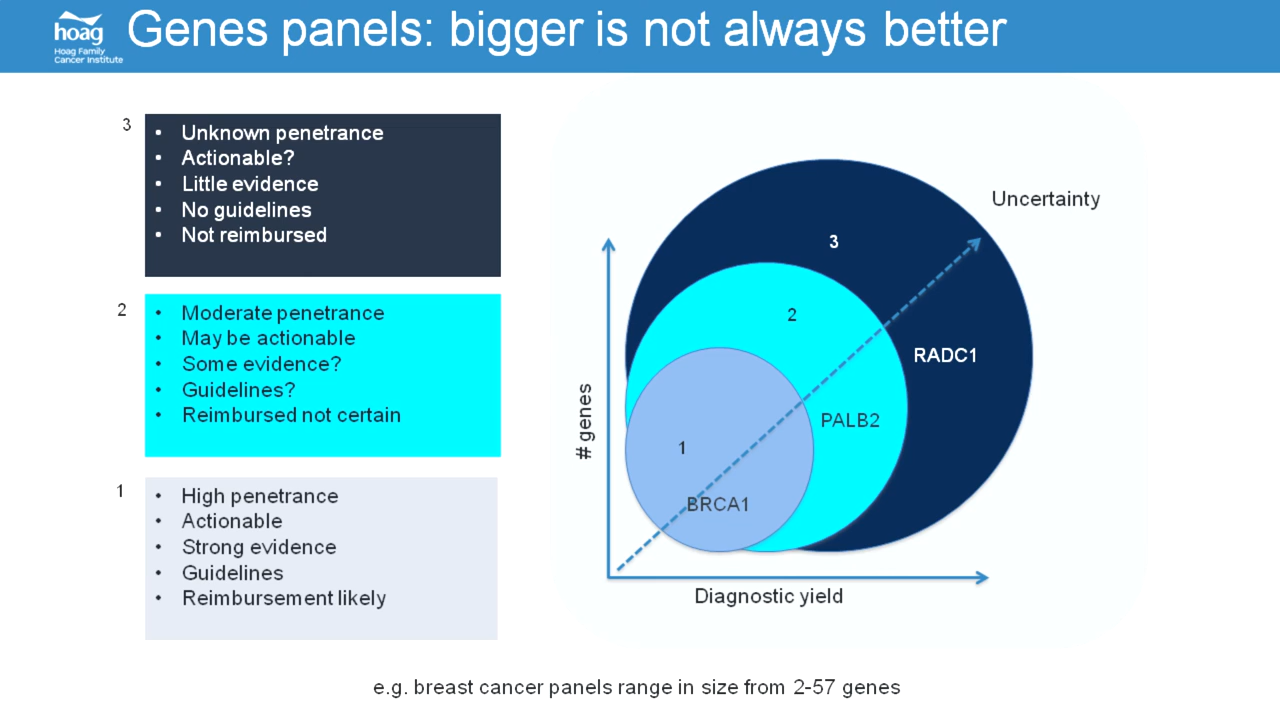 hoag
Hoag Family
Cancer Institute
Genes panels: bigger is not always better
3
• Unknown penetrance
• Actionable?
• Little evidence
• No guidelines
• Not reimbursed
2
• Moderate penetrance
• May be actionable
• Some evidence?
• Guidelines?
• Reimbursed not certain
1
• High penetrance
• Actionable
• Strong evidence
• Guidelines
• Reimbursement likely
Uncertainty
3
2
RADC1
PALB2
1
BRCA1
# genes
Diagnostic yield
e.g. breast cancer panels range in size from 2-57 genes